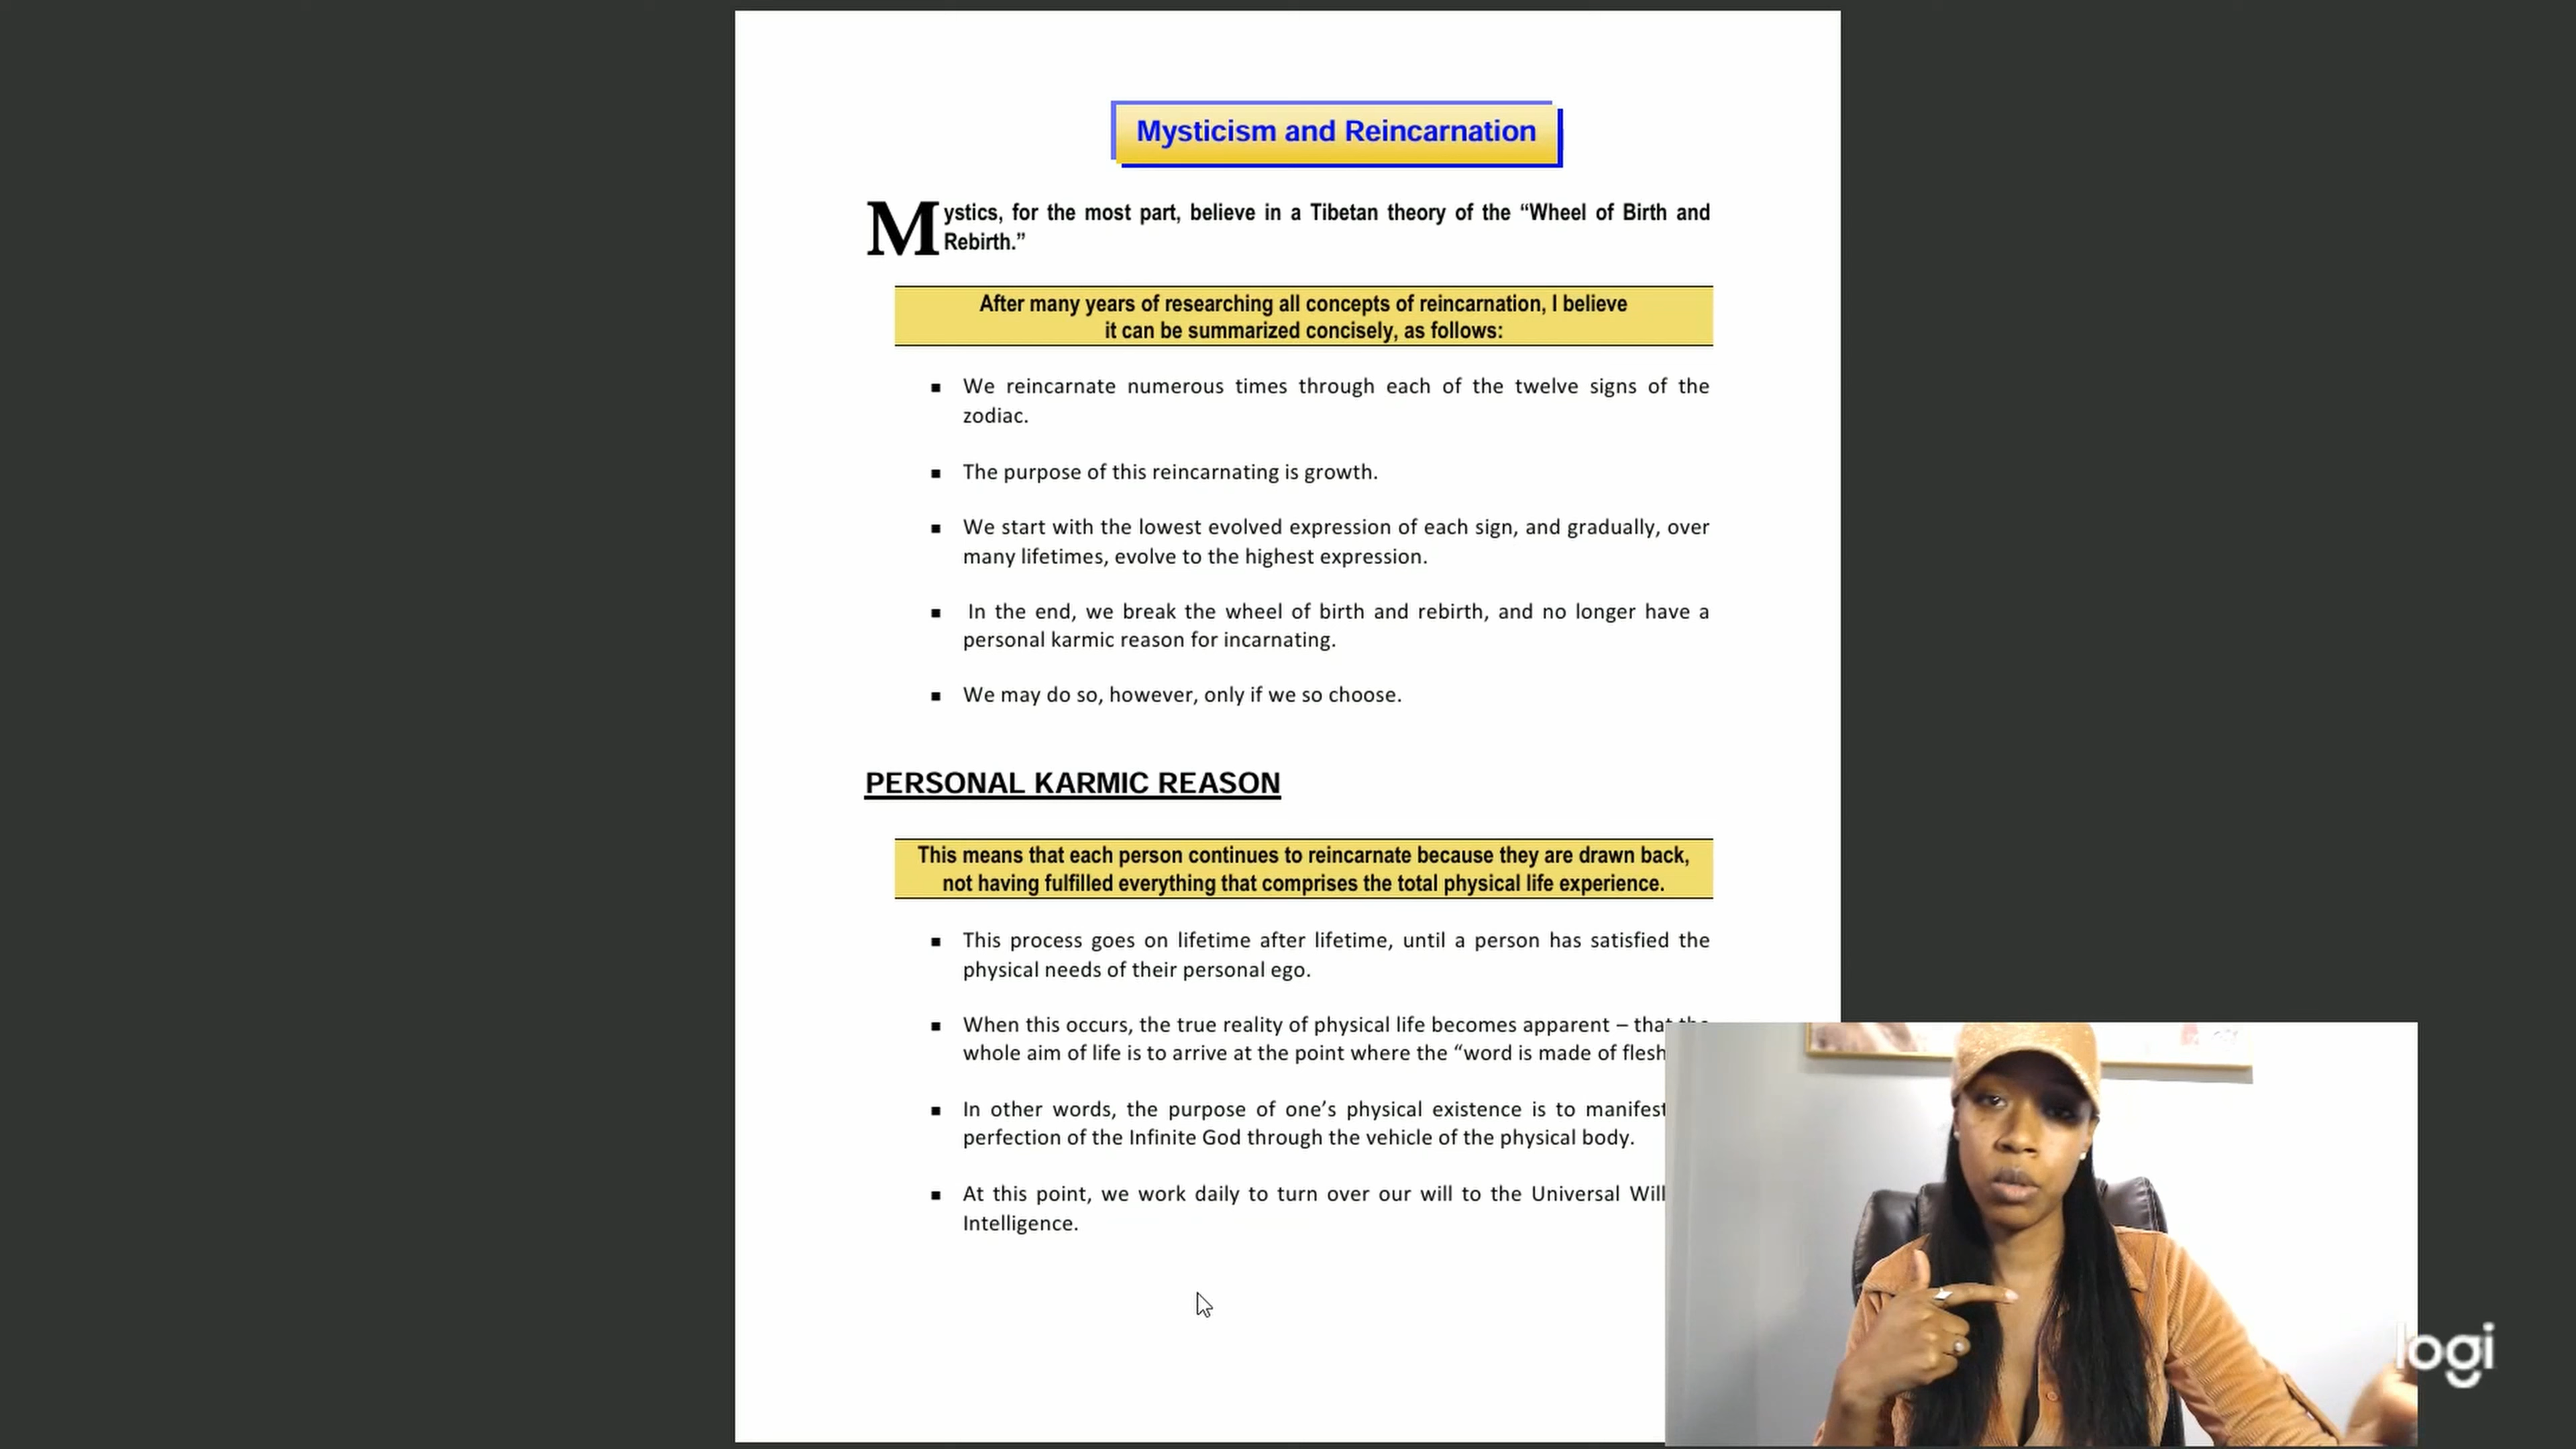 Mysticism and Reincarnation
Mystics, for the most part, believe in a Tibetan theory of the “Wheel of Birth and
Rebirth.”
After many years of researching all concepts of reincarnation, I believe
it can be summarized concisely, as follows:
▪ We reincarnate numerous times through each of the twelve signs of the
zodiac.
▪ The purpose of this reincarnating is growth.
▪ We start with the lowest evolved expression of each sign, and gradually, over
many lifetimes, evolve to the highest expression.
▪ In the end, we break the wheel of birth and rebirth, and no longer have a
personal karmic reason for incarnating.
▪ We may do so, however, only if we so choose.
PERSONAL KARMIC REASON
This means that each person continues to reincarnate because they are drawn back,
not having fulfilled everything that comprises the total physical life experience.
▪ This process goes on lifetime after lifetime, until a person has satisfied the
physical needs of their personal ego.
▪ When this occurs, the true reality of physical life becomes apparent – that the
whole aim of life is to arrive at the point where the “word is made of flesh
▪ In other words, the purpose of one’s physical existence is to manifest
perfection of the Infinite God through the vehicle of the physical body.
▪ At this point, we work daily to turn over our will to the Universal Will
Intelligence.
logi